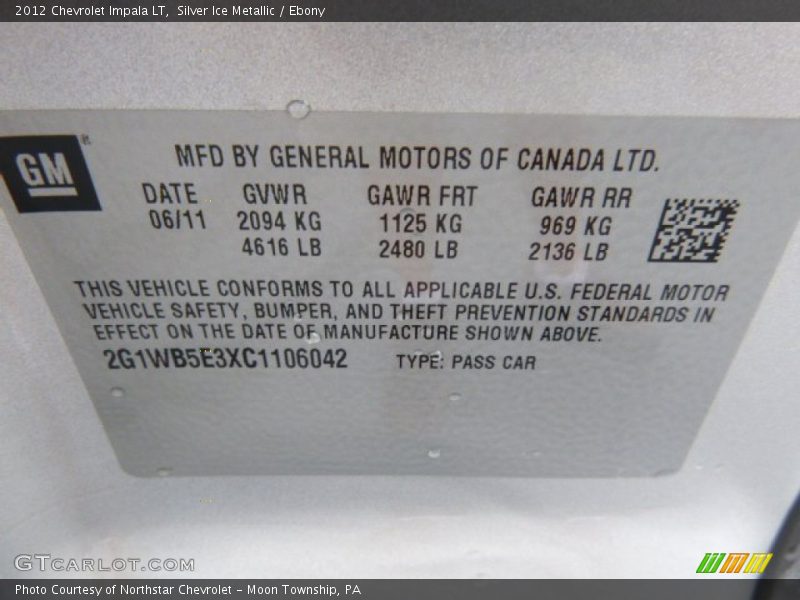 2012 Chevrolet Impala LT, Silver Ice Metallic / Ebony
GM ®
MFD BY GENERAL MOTORS OF CANADA LTD.
DATE GVWR GAWR FRT GAWR RR
06/11 2094 KG 1125 KG 969 KG
4616 LB 2480 LB 2136 LB
THIS VEHICLE CONFORMS TO ALL APPLICABLE U.S. FEDERAL MOTOR
VEHICLE SAFETY, BUMPER, AND THEFT PREVENTION STANDARDS IN
EFFECT ON THE DATE OF MANUFACTURE SHOWN ABOVE.
2G1WB5E3XC1106042 TYPE: PASS CAR
GTCARLOT.COM
Photo Courtesy of Northstar Chevrolet - Moon Township, PA